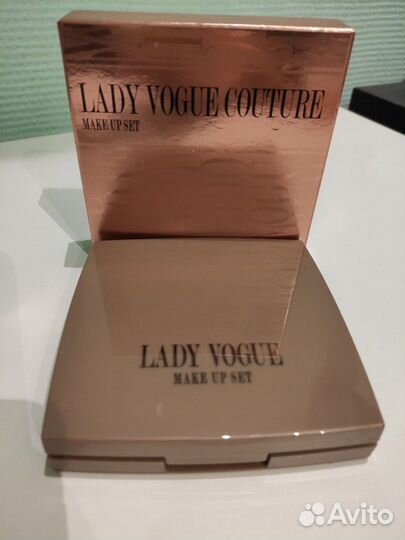 LADY VOGUE COUTURE
MAKE UP SET
LADY VOGUE
MAKE UP SET
Avito